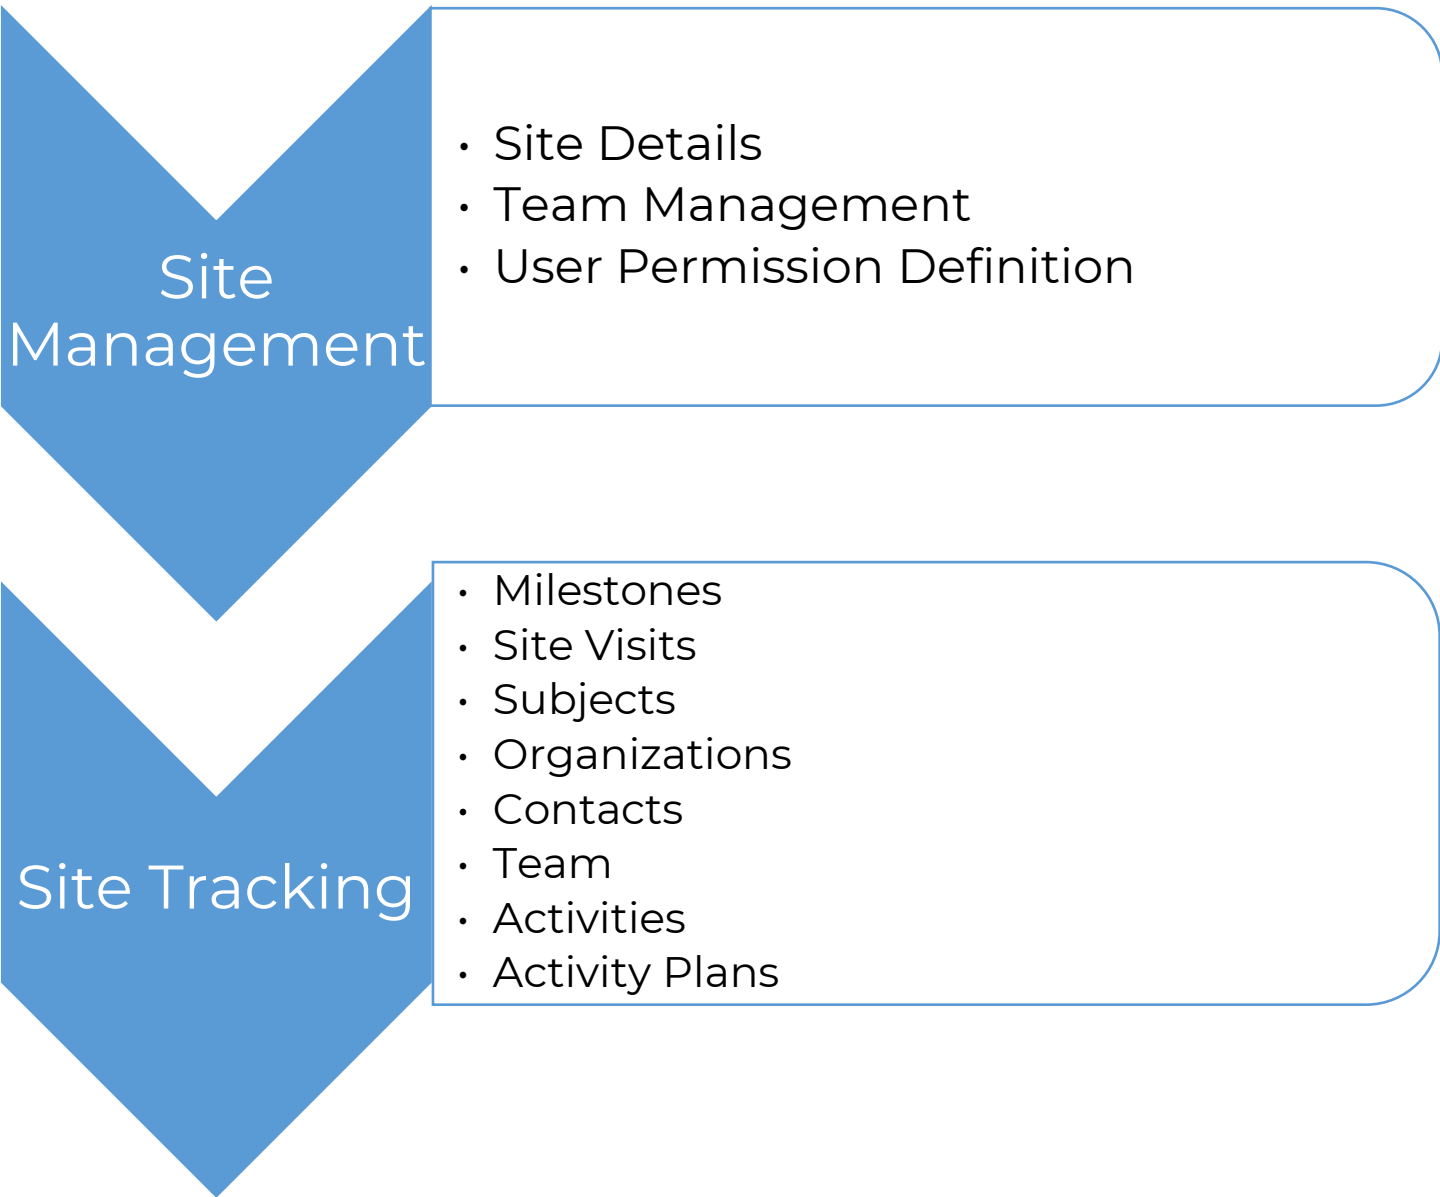 Site
Management
• Site Details
• Team Management
• User Permission Definition
Site Tracking
• Milestones
• Site Visits
• Subjects
• Organizations
• Contacts
• Team
• Activities
• Activity Plans